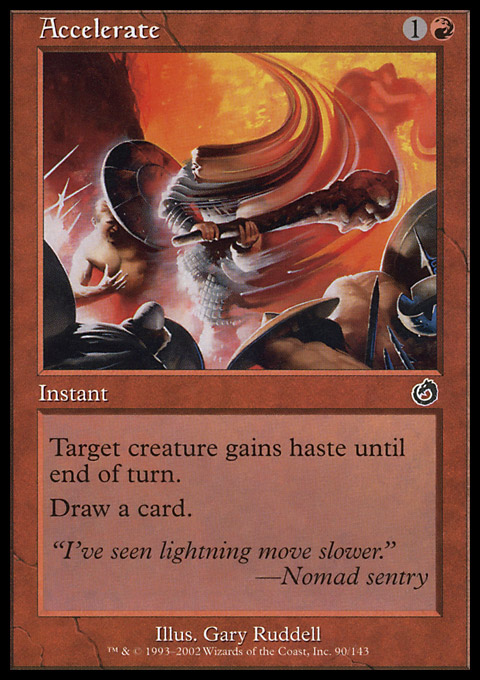 Accelerate 1
Instant
Target creature gains haste until
end of turn.
Draw a card.
“I’ve seen lightning move slower.”
—Nomad sentry
Illus. Gary Ruddell
™ & © 1993–2002 Wizards of the Coast, Inc. 90/143